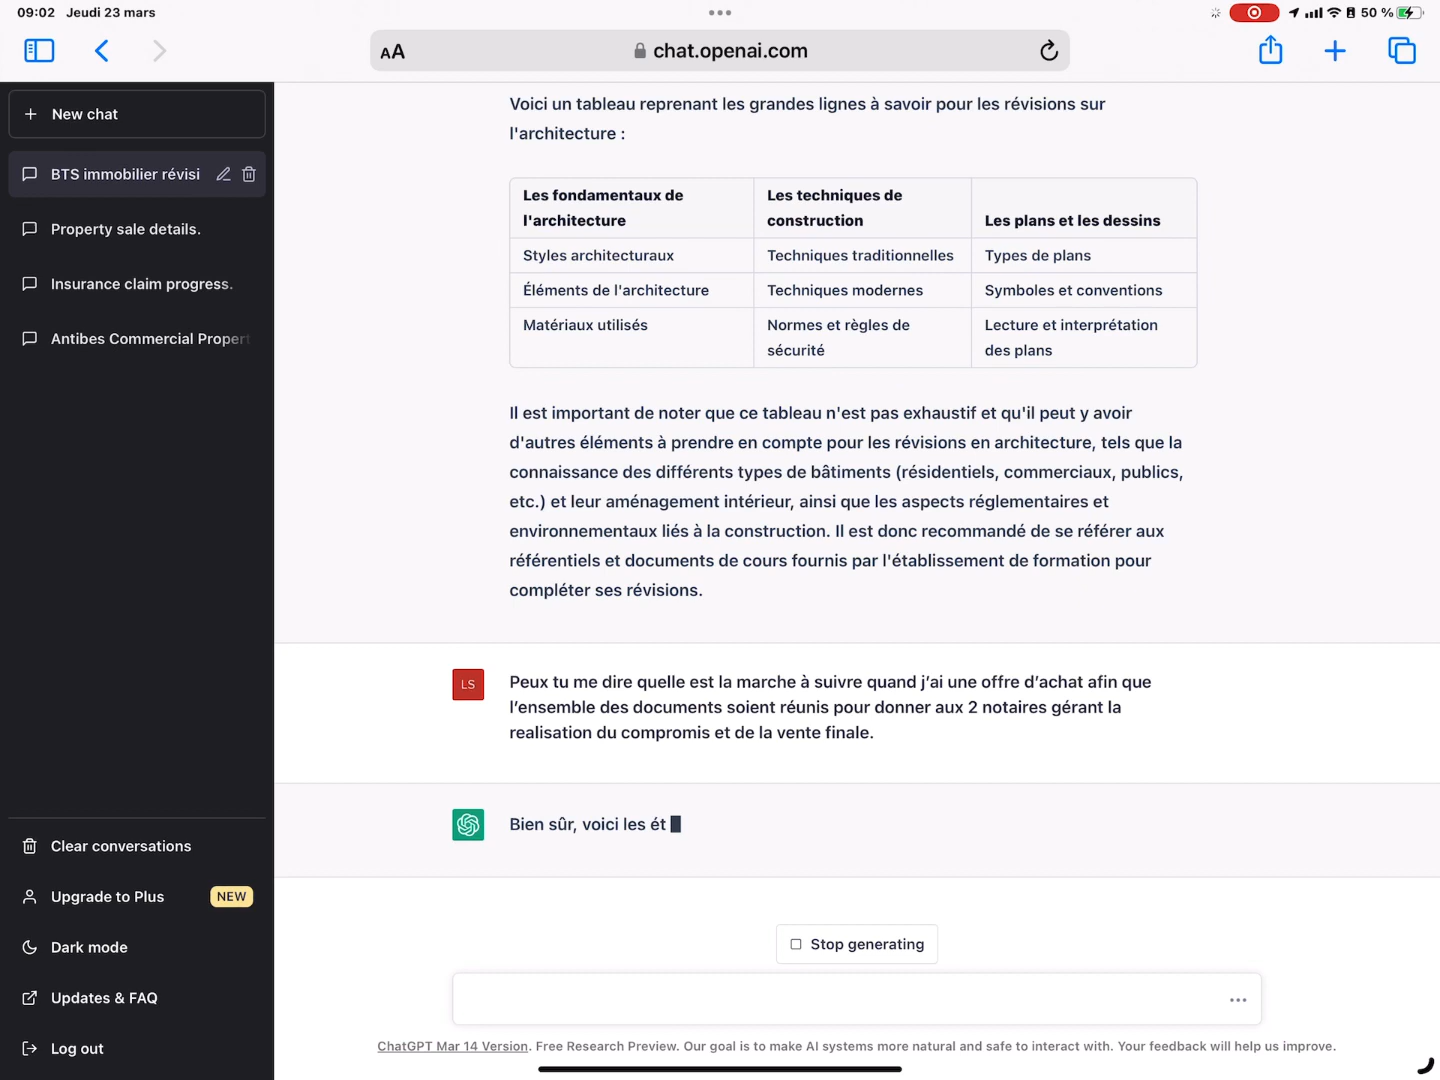 09:02 Jeudi 23 mars
50 %
AA
chat.openai.com
New chat
BTS immobilier révisi
Property sale details.
Insurance claim progress.
Antibes Commercial Propert
Clear conversations
Upgrade to Plus
NEW
Dark mode
Updates & FAQ
Log out
Voici un tableau reprenant les grandes lignes à savoir pour les révisions sur
l'architecture :
Les fondamentaux de
l'architecture
Les techniques de
construction
Les plans et les dessins
Styles architecturaux
Techniques traditionnelles
Types de plans
Éléments de l'architecture
Techniques modernes
Symboles et conventions
Matériaux utilisés
Normes et règles de
sécurité
Lecture et interprétation
des plans
Il est important de noter que ce tableau n'est pas exhaustif et qu'il peut y avoir
d'autres éléments à prendre en compte pour les révisions en architecture, tels que la
connaissance des différents types de bâtiments (résidentiels, commerciaux, publics,
etc.) et leur aménagement intérieur, ainsi que les aspects réglementaires et
environnementaux liés à la construction. Il est donc recommandé de se référer aux
référentiels et documents de cours fournis par l'établissement de formation pour
compléter ses révisions.
LS
Peux tu me dire quelle est la marche à suivre quand j'ai une offre d'achat afin que
l'ensemble des documents soient réunis pour donner aux 2 notaires gérant la
realisation du compromis et de la vente finale.
Bien sûr, voici les ét
Stop generating
ChatGPT Mar 14 Version. Free Research Preview. Our goal is to make AI systems more natural and safe to interact with. Your feedback will help us improve.